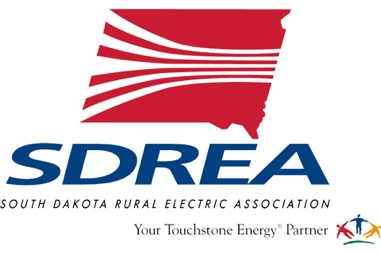 SDREA
SOUTH DAKOTA RURAL ELECTRIC ASSOCIATION
Your Touchstone Energy® Partner